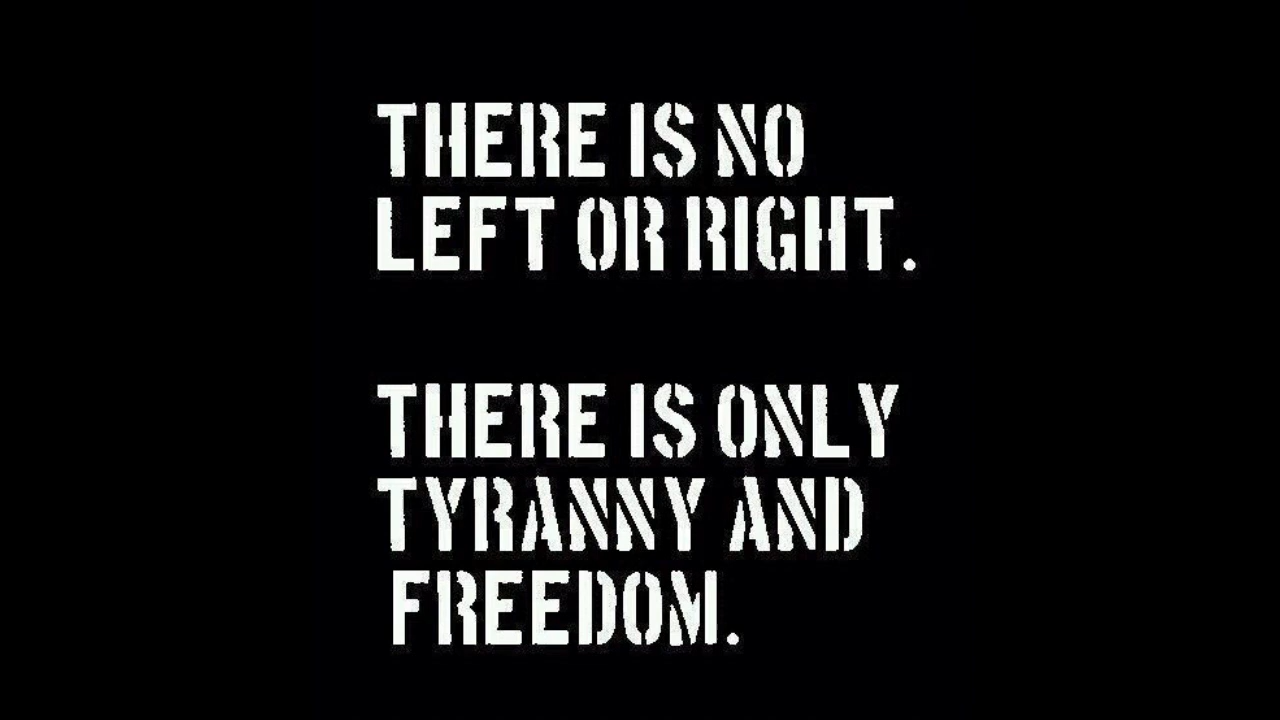 THERE IS NO
LEFT OR RIGHT.
THERE IS ONLY
TYRANNY AND
FREEDOM.